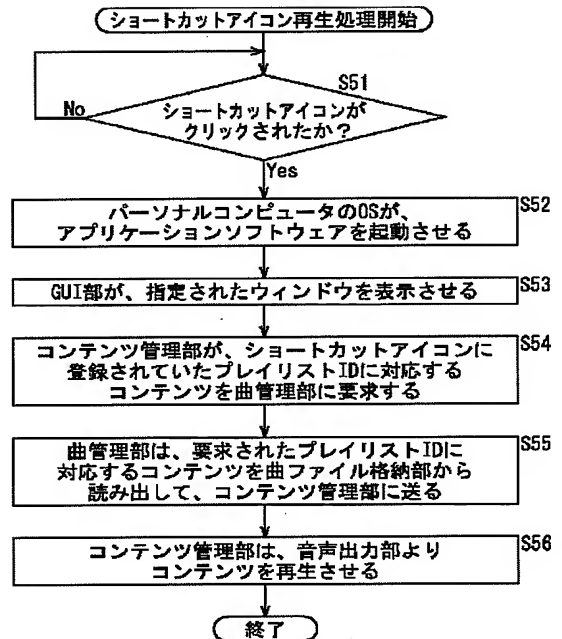 ショートカットアイコン再生処理開始
S51
ショートカットアイコンが
クリックされたか?
No
Yes
S52
パーソナルコンピュータのOSが、
アプリケーションソフトウェアを起動させる
S53
GUI部が、指定されたウィンドウを表示させる
S54
コンテンツ管理部が、ショートカットアイコンに
登録されていたプレイリストIDに対応する
コンテンツを曲管理部に要求する
S55
曲管理部は、要求されたプレイリストIDに
対応するコンテンツを曲ファイル格納部から
読み出して、コンテンツ管理部に送る
S56
コンテンツ管理部は、音声出力部より
コンテンツを再生させる
終了